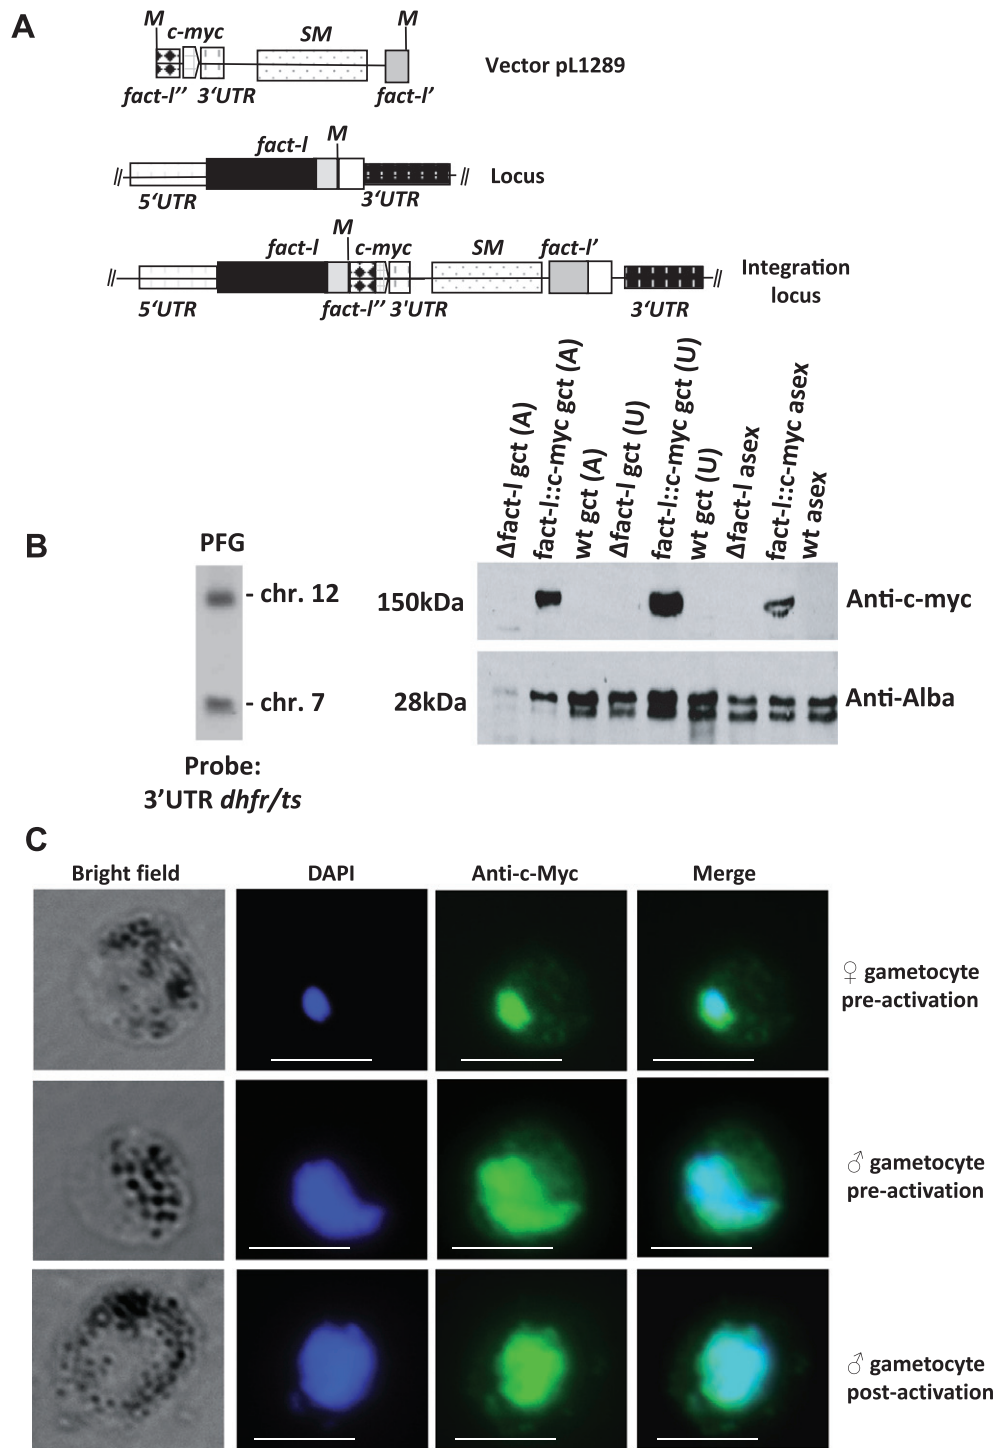 A
M
c-myc
SM
M
Vector pL1289
fact-l’’
3‘UTR
fact-l’
fact-l
M
Locus
5‘UTR
3‘UTR
fact-l
M
c-myc
SM
fact-l’
Integration
locus
5‘UTR
fact-l’’
3‘UTR
3‘UTR
Δfact-l gct (A)
fact-l::c-myc gct (A)
wt gct (A)
Δfact-l gct (U)
fact-l::c-myc gct (U)
wt gct (U)
Δfact-l asex
fact-l::c-myc asex
wt asex
B
PFG
- chr. 12
- chr. 7
Probe:
3’UTR dhfr/ts
150kDa
Anti-c-myc
28kDa
Anti-Alba
C
Bright field
DAPI
Anti-c-Myc
Merge
♀ gametocyte
pre-activation
♂ gametocyte
pre-activation
♂ gametocyte
post-activation